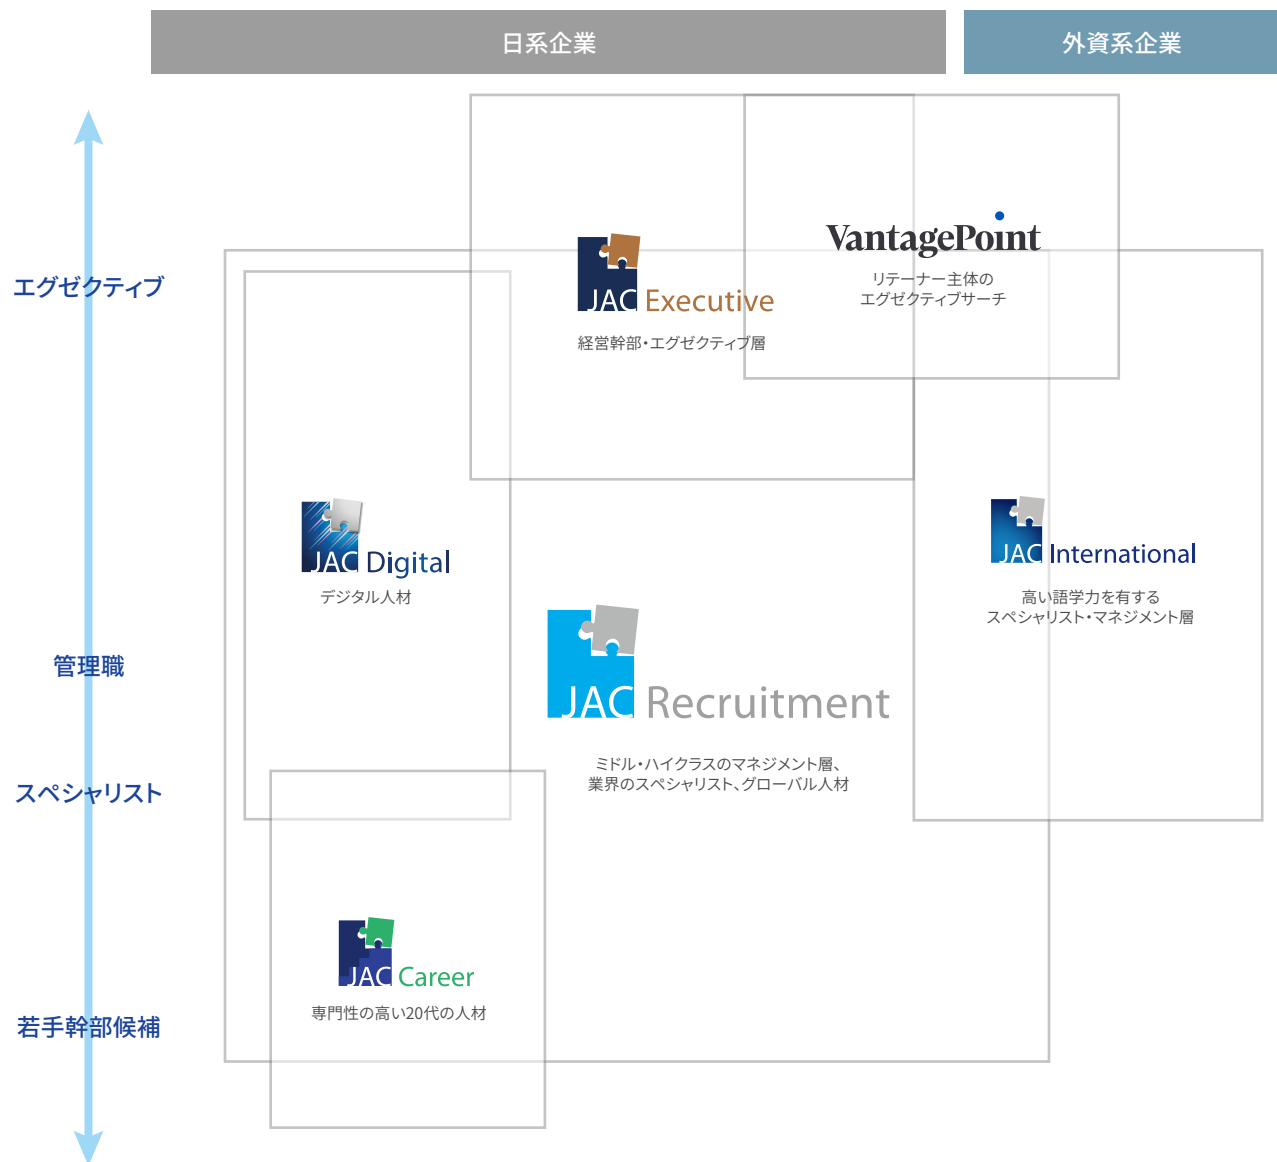 日系企業
外資系企業
エグゼクティブ
管理職
スペシャリスト
若手幹部候補
VantagePoint
リテーナー主体の
エグゼクティブサーチ
JAC Executive
経営幹部・エグゼクティブ層
JAC Digital
デジタル人材
JAC International
高い語学力を有する
スペシャリスト・マネジメント層
JAC Recruitment
ミドル・ハイクラスのマネジメント層、
業界のスペシャリスト、グローバル人材
JAC Career
専門性の高い20代の人材